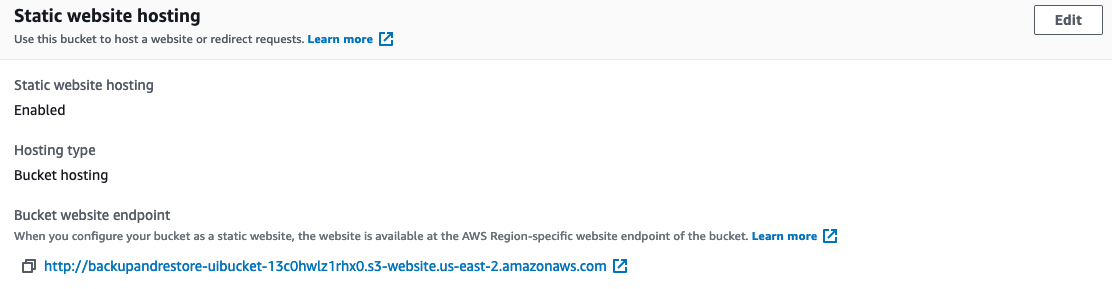 Static website hosting
Edit
Use this bucket to host a website or redirect requests. Learn more
Static website hosting
Enabled
Hosting type
Bucket hosting
Bucket website endpoint
When you configure your bucket as a static website, the website is available at the AWS Region-specific website endpoint of the bucket. Learn more
http://backupandrestore-uibucket-13c0hwlz1rhx0.s3-website.us-east-2.amazonaws.com